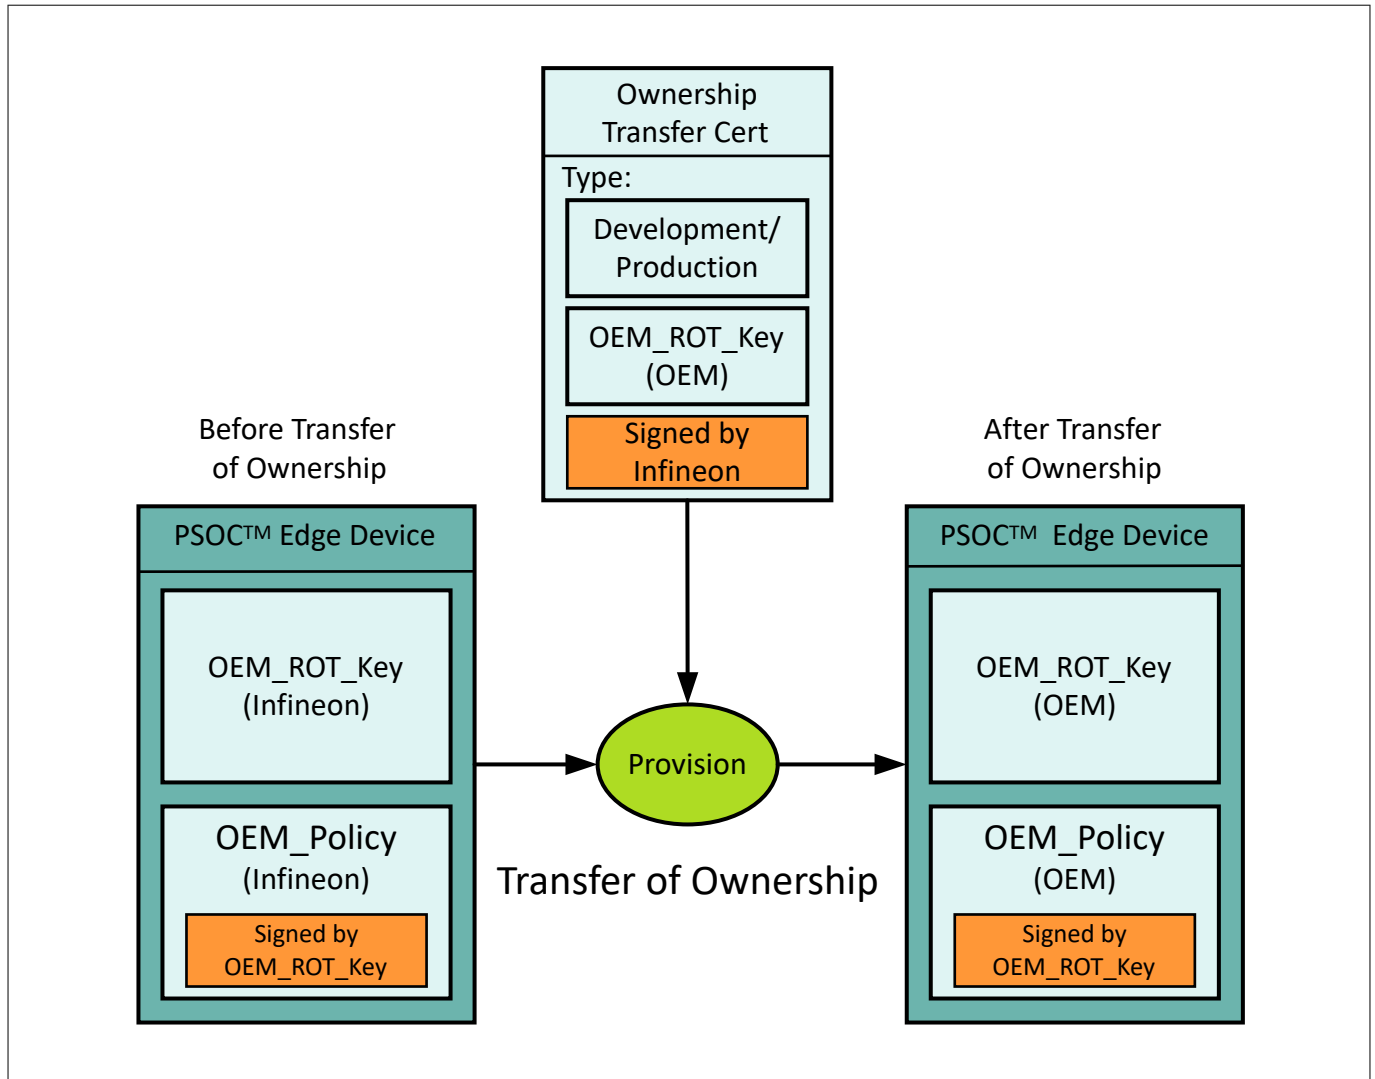 Ownership
Transfer Cert
Type:
Development/
Production
OEM_ROT_Key
(OEM)
Signed by
Infineon
Before Transfer
of Ownership
PSOC™ Edge Device
OEM_ROT_Key
(Infineon)
OEM_Policy
(Infineon)
Signed by
OEM_ROT_Key
Provision
Transfer of Ownership
After Transfer
of Ownership
PSOC™ Edge Device
OEM_ROT_Key
(OEM)
OEM_Policy
(OEM)
Signed by
OEM_ROT_Key